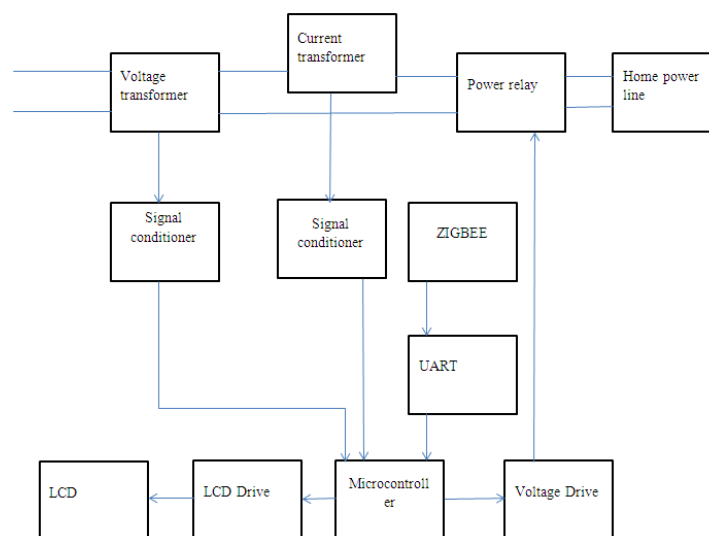 Current
transformer
Voltage
transformer
Power relay
Home power
line
Signal
conditioner
Signal
conditioner
ZIGBEE
UART
LCD
LCD Drive
Microcontroll
er
Voltage Drive